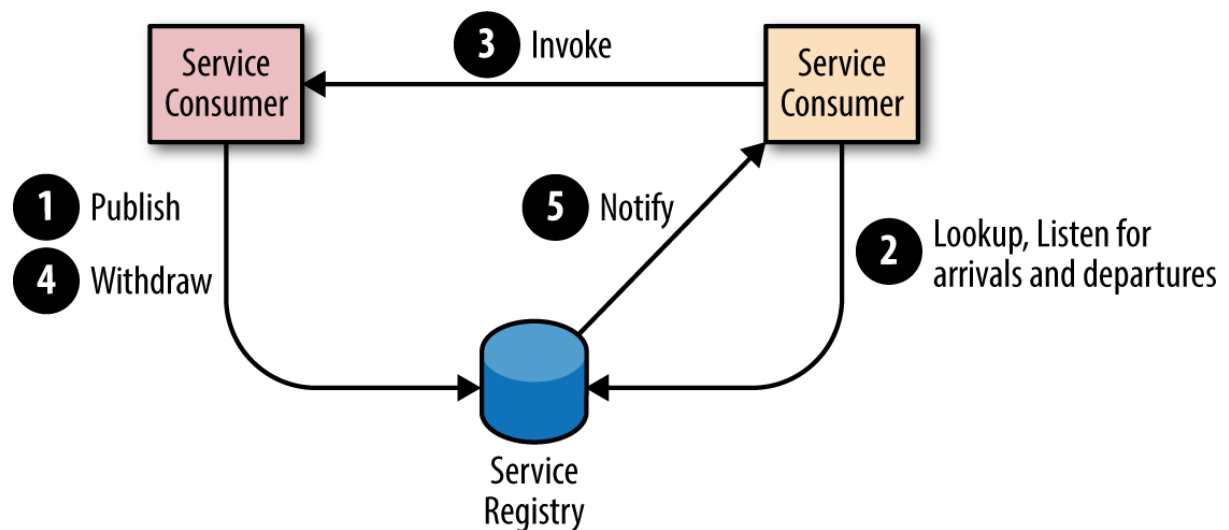 3 Invoke
Service
Consumer
Service
Consumer
1 Publish
4 Withdraw
5 Notify
2 Lookup, Listen for
arrivals and departures
Service
Registry